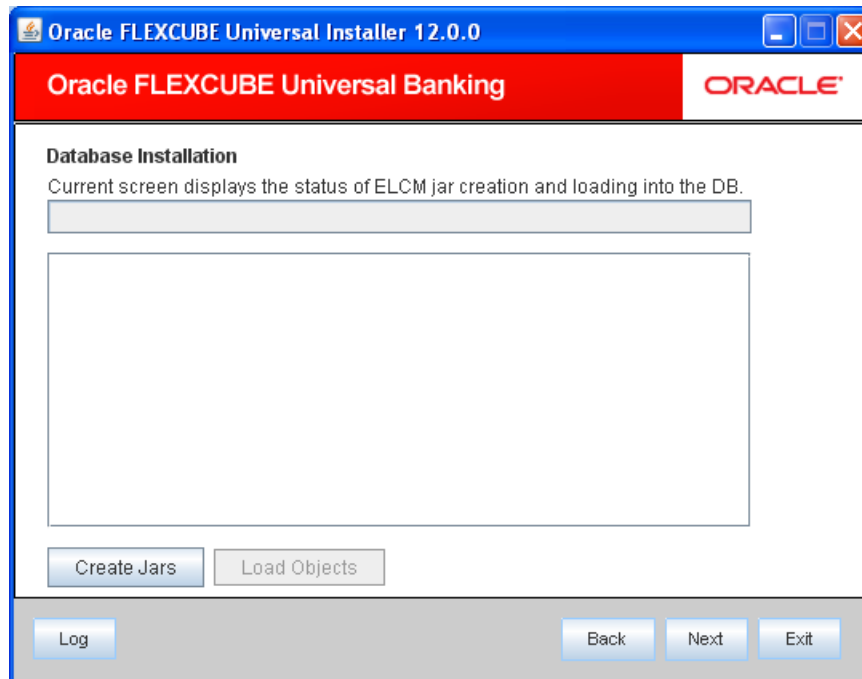 Oracle FLEXCUBE Universal Installer 12.0.0
Oracle FLEXCUBE Universal Banking
ORACLE
Database Installation
Current screen displays the status of ELCM jar creation and loading into the DB.
Create Jars
Load Objects
Log
Back
Next
Exit